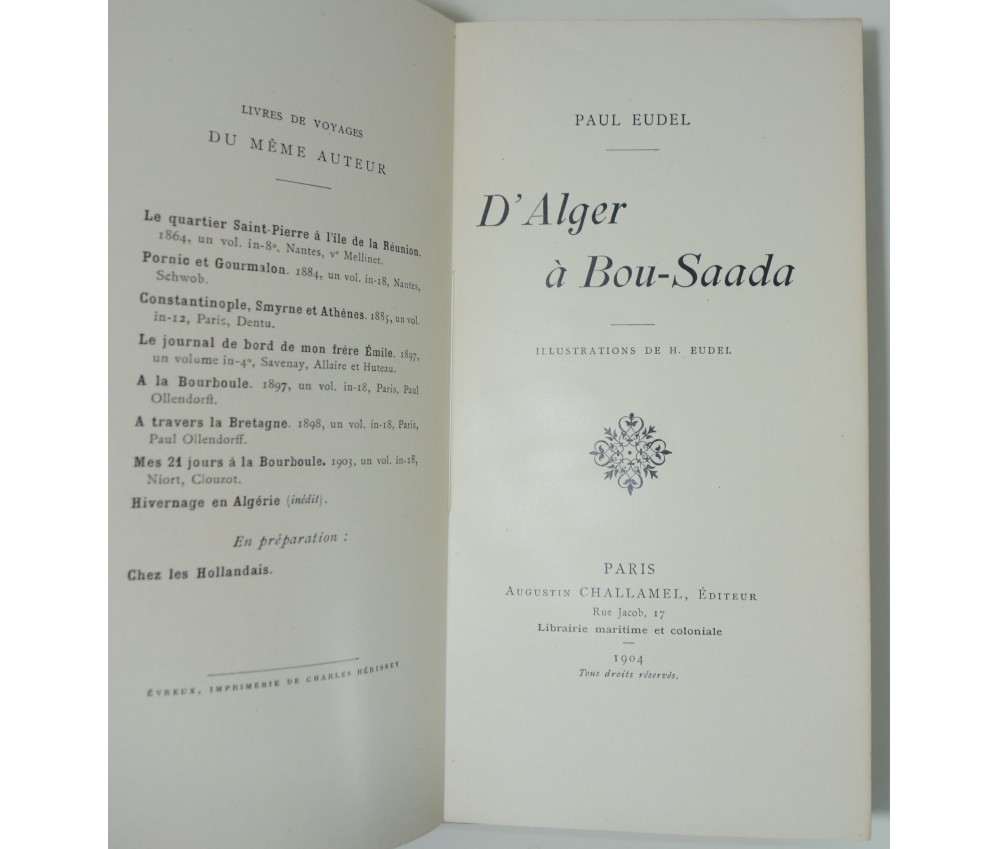 LIVRES DE VOYAGES
DU MÊME AUTEUR
Le quartier Saint-Pierre à l'île de la Réunion.
1864, un vol. in-8°. Nantes, vᵉ Mellinet.
Pornic et Gourmalon. 1884, un vol. in-18, Nantes,
Schwob.
Constantinople, Smyrne et Athènes. 1885, un vol.
in-12, Paris, Dentu.
Le journal de bord de mon frère Émile. 1897,
un volume in-4°, Savenay, Allaire et Huteau.
A la Bourboule. 1897, un vol. in-18, Paris, Paul
Ollendorff.
A travers la Bretagne. 1898, un vol. in-18, Paris,
Paul Ollendorff.
Mes 21 jours à la Bourboule. 1903, un vol. in-18,
Niort, Clouzot.
Hivernage en Algérie (inédit).
En préparation :
Chez les Hollandais.
ÉVREUX, IMPRIMERIE DE CHARLES HÉRISSEY
PAUL EUDEL
D'Alger
à Bou-Saada
ILLUSTRATIONS DE H. EUDEL
PARIS
AUGUSTIN CHALLAMEL, ÉDITEUR
Rue Jacob, 17
Librairie maritime et coloniale
1904
Tous droits réservés.